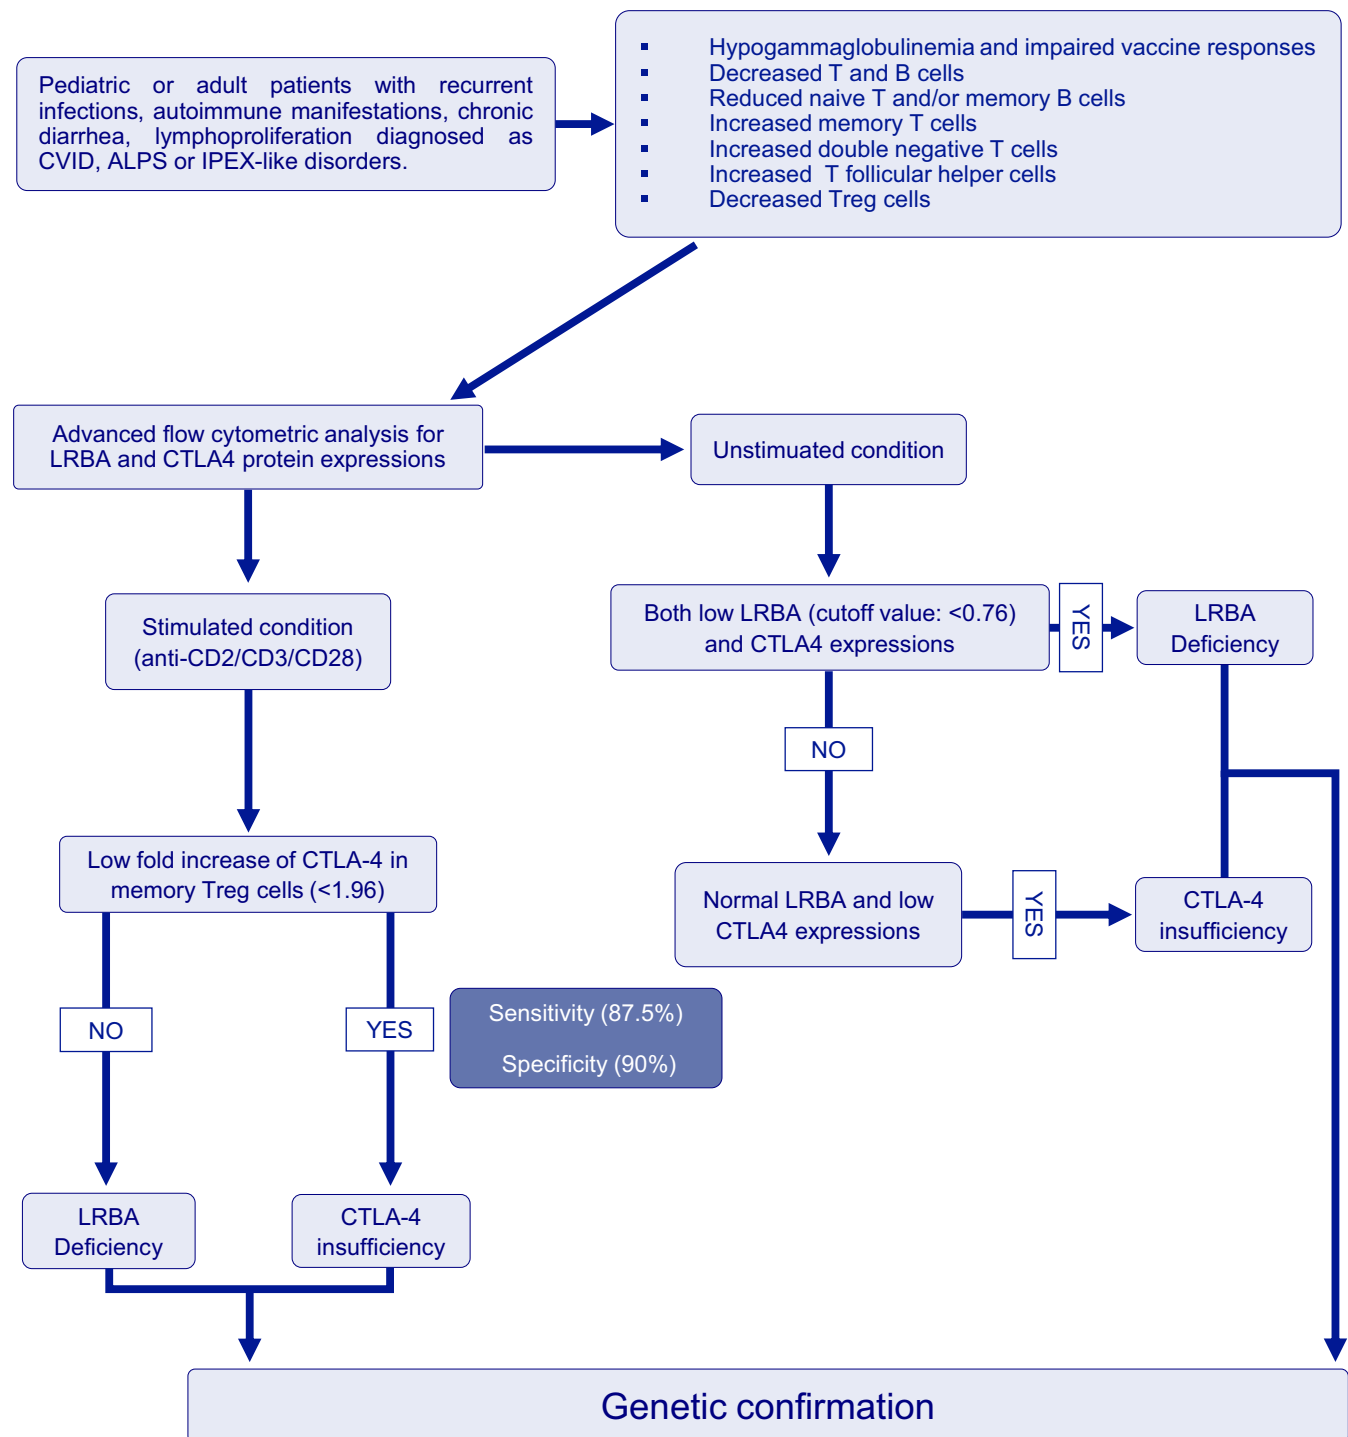 Pediatric or adult patients with recurrent
infections, autoimmune manifestations, chronic
diarrhea, lymphoproliferation diagnosed as
CVID, ALPS or IPEX-like disorders.
▪ Hypogammaglobulinemia and impaired vaccine responses
▪ Decreased T and B cells
▪ Reduced naive T and/or memory B cells
▪ Increased memory T cells
▪ Increased double negative T cells
▪ Increased T follicular helper cells
▪ Decreased Treg cells
Advanced flow cytometric analysis for
LRBA and CTLA4 protein expressions
Unstimuated condition
Stimulated condition
(anti-CD2/CD3/CD28)
Both low LRBA (cutoff value: <0.76)
and CTLA4 expressions
YES
LRBA
Deficiency
NO
Low fold increase of CTLA-4 in
memory Treg cells (<1.96)
Normal LRBA and low
CTLA4 expressions
YES
CTLA-4
insufficiency
NO
YES
Sensitivity (87.5%)
Specificity (90%)
LRBA
Deficiency
CTLA-4
insufficiency
Genetic confirmation